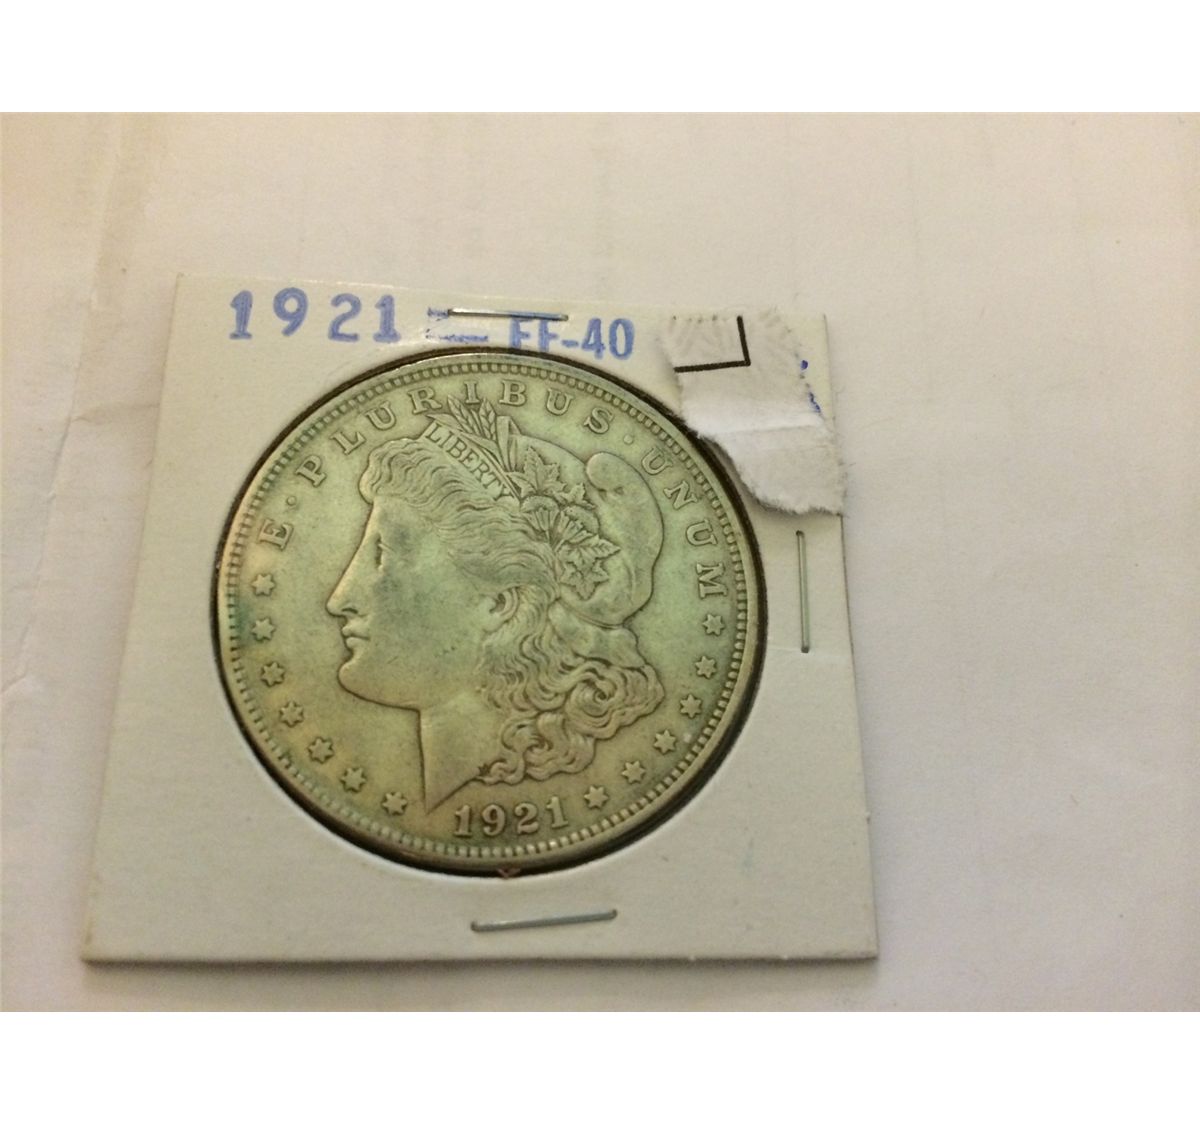 1921 EF-40
E · PLURIBUS · UNUM
LIBERTY
1921